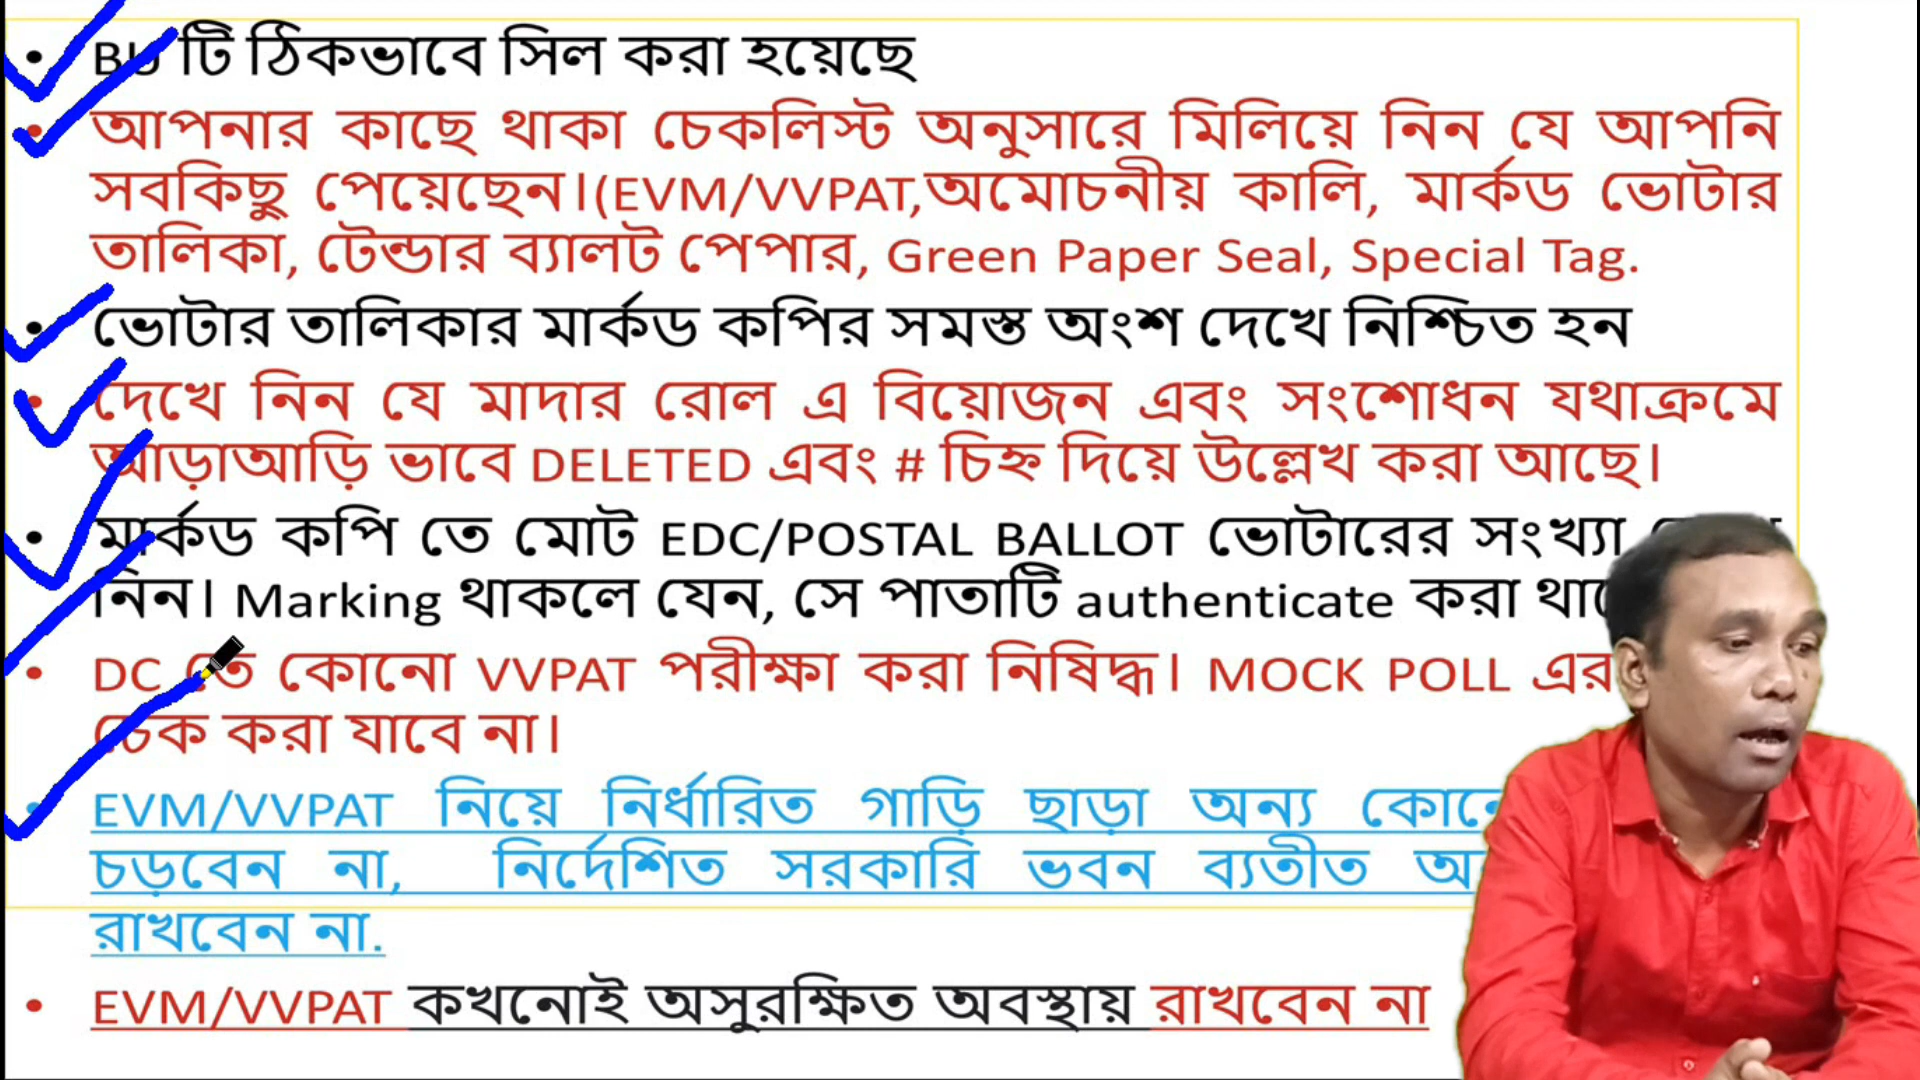 • BU টি ঠিকভাবে সিল করা হয়েছে
• আপনার কাছে থাকা চেকলিস্ট অনুসারে মিলিয়ে নিন যে আপনি
সবকিছু পেয়েছেন।(EVM/VVPAT,অমোচনীয় কালি, মার্কড ভোটার
তালিকা, টেন্ডার ব্যালট পেপার, Green Paper Seal, Special Tag.
• ভোটার তালিকার মার্কড কপির সমস্ত অংশ দেখে নিশ্চিত হন
• দেখে নিন যে মাদার রোল এ বিয়োজন এবং সংশোধন যথাক্রমে
আড়াআড়ি ভাবে DELETED এবং # চিহ্ন দিয়ে উল্লেখ করা আছে।
• মার্কড কপি তে মোট EDC/POSTAL BALLOT ভোটারের সংখ্যা
নিন। Marking থাকলে যেন, সে পাতাটি authenticate করা
• DC তে কোনো VVPAT পরীক্ষা করা নিষিদ্ধ। MOCK POLL এর
চেক করা যাবে না।
• EVM/VVPAT নিয়ে নির্ধারিত গাড়ি ছাড়া অন্য
চড়বেন না, নির্দেশিত সরকারি ভবন ব্যতীত
রাখবেন না.
• EVM/VVPAT কখনোই অসুরক্ষিত অবস্থায় রাখবেন না